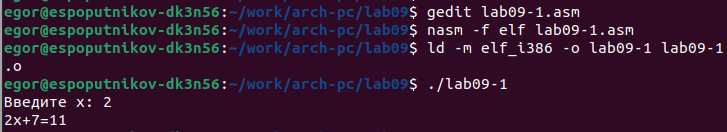 egor@espoputnikov-dk3n56:~/work/arch-pc/lab09$ gedit lab09-1.asm
egor@espoputnikov-dk3n56:~/work/arch-pc/lab09$ nasm -f elf lab09-1.asm
egor@espoputnikov-dk3n56:~/work/arch-pc/lab09$ ld -m elf_i386 -o lab09-1 lab09-1
.o
egor@espoputnikov-dk3n56:~/work/arch-pc/lab09$ ./lab09-1
Введите x: 2
2x+7=11